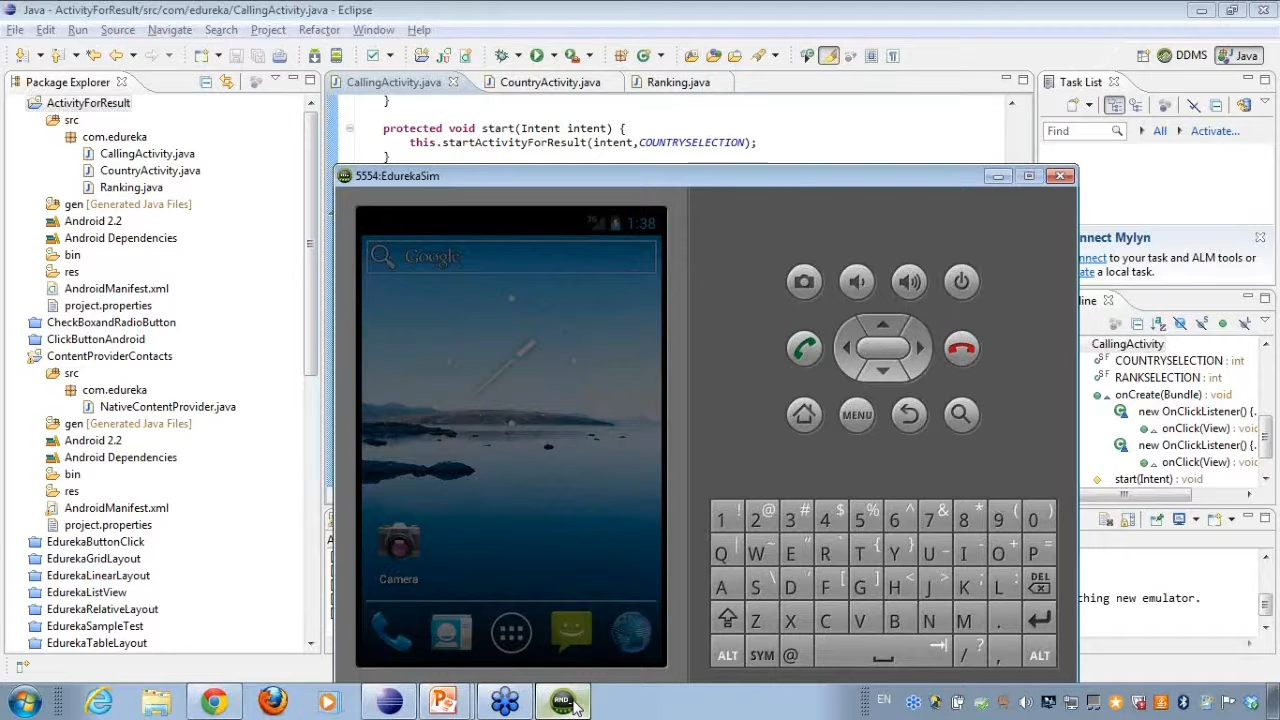 Java - ActivityForResult/src/com/edureka/CallingActivity.java - Eclipse
File Edit Run Source Navigate Search Project Refactor Window Help
DDMS Java
Package Explorer
CallingActivity.java CountryActivity.java Ranking.java
Task List
ActivityForResult
src
com.edureka
CallingActivity.java
CountryActivity.java
Ranking.java
gen [Generated Java Files]
Android 2.2
Android Dependencies
bin
res
AndroidManifest.xml
project.properties
CheckBoxandRadioButton
ClickButtonAndroid
ContentProviderContacts
src
com.edureka
NativeContentProvider.java
gen [Generated Java Files]
Android 2.2
Android Dependencies
bin
res
AndroidManifest.xml
project.properties
EdurekaButtonClick
EdurekaGridLayout
EdurekaLinearLayout
EdurekaListView
EdurekaRelativeLayout
EdurekaSampleTest
EdurekaTableLayout
}
protected void start(Intent intent) {
this.startActivityForResult(intent,COUNTRYSELECTION);
}
Find All Activate...
5554:EdurekaSim
3G 1:38
Google
Camera
MENU
1 ! 2 @ 3 # 4 $ 5 % 6 ^ 7 & 8 * 9 ( 0 )
Q | W ~ E " R ` T { Y } U _ I - O + P =
A S \ D ' F [ G ] H < J > K ; L : DEL
Z X C V B N M .
ALT SYM @ / ? , ALT
nnect Mylyn
nnect to your task and ALM tools or
ate a local task.
line
CallingActivity
COUNTRYSELECTION : int
RANKSELECTION : int
onCreate(Bundle) : void
new OnClickListener() {.
onClick(View) : voic
new OnClickListener() {.
onClick(View) : voic
start(Intent) : void
ching new emulator.
EN